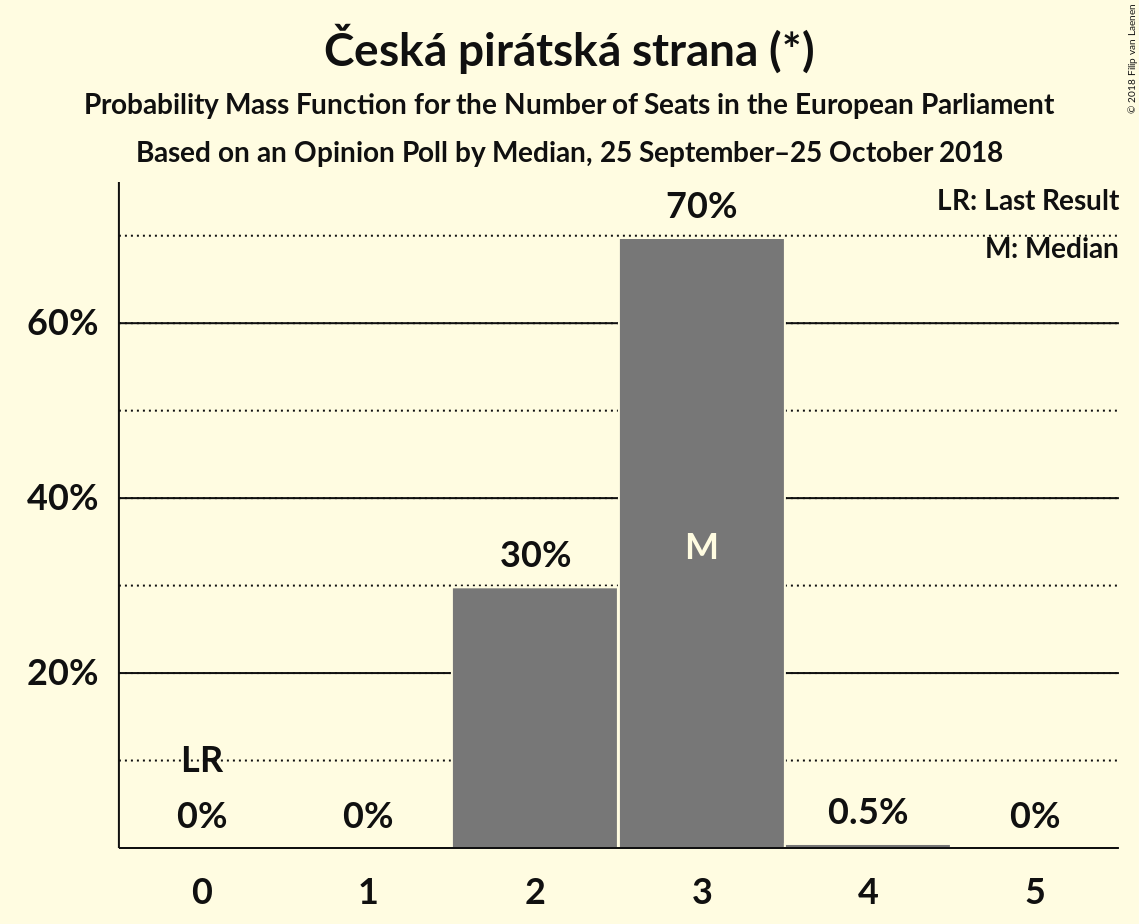 Česká pirátská strana (*)
Probability Mass Function for the Number of Seats in the European Parliament
Based on an Opinion Poll by Median, 25 September–25 October 2018
© 2018 Filip van Laenen
LR: Last Result
M: Median
70%
60%
40%
30%
M
20%
LR
0%
0%
0.5%
0%
0
1
2
3
4
5